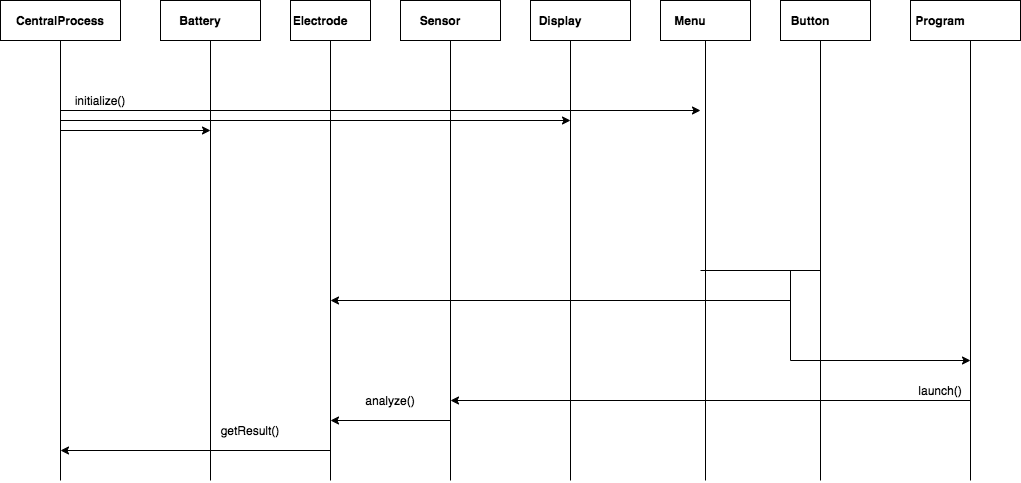 CentralProcess
Battery
Electrode
Sensor
Display
Menu
Button
Program
initialize()
launch()
analyze()
getResult()